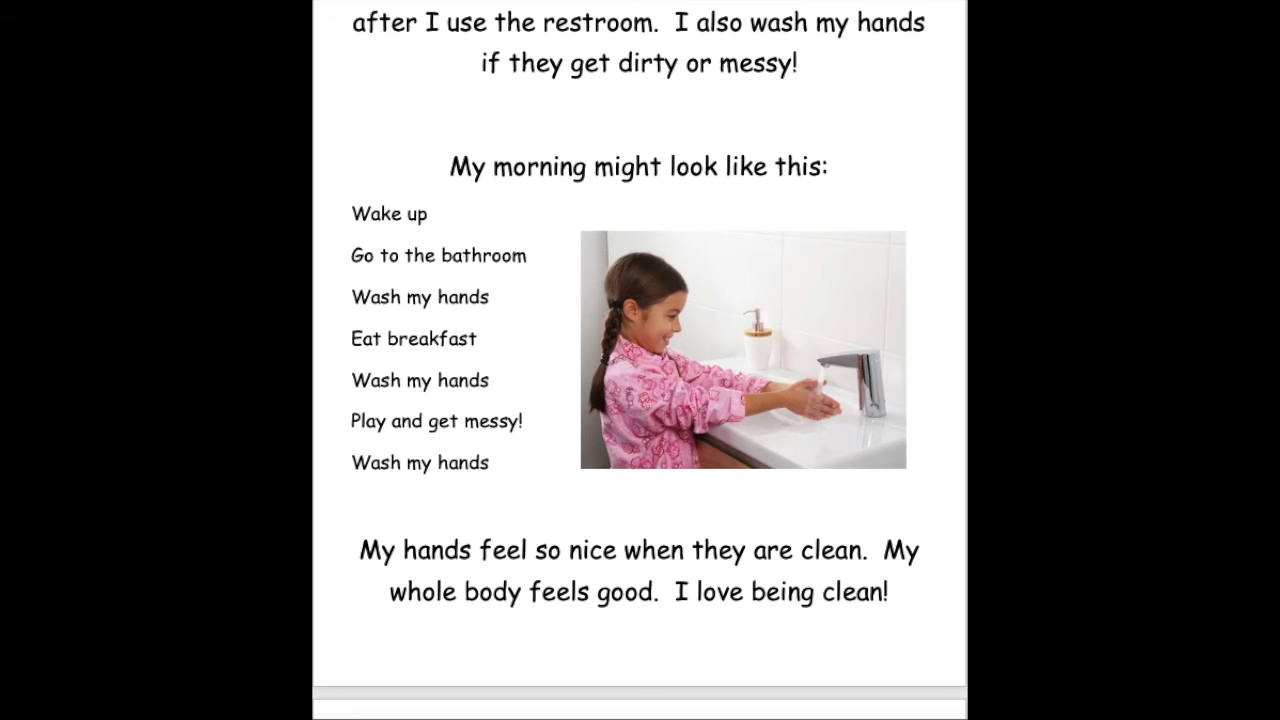 after I use the restroom.  I also wash my hands
if they get dirty or messy!
My morning might look like this:
Wake up
Go to the bathroom
Wash my hands
Eat breakfast
Wash my hands
Play and get messy!
Wash my hands
My hands feel so nice when they are clean.  My
whole body feels good.  I love being clean!